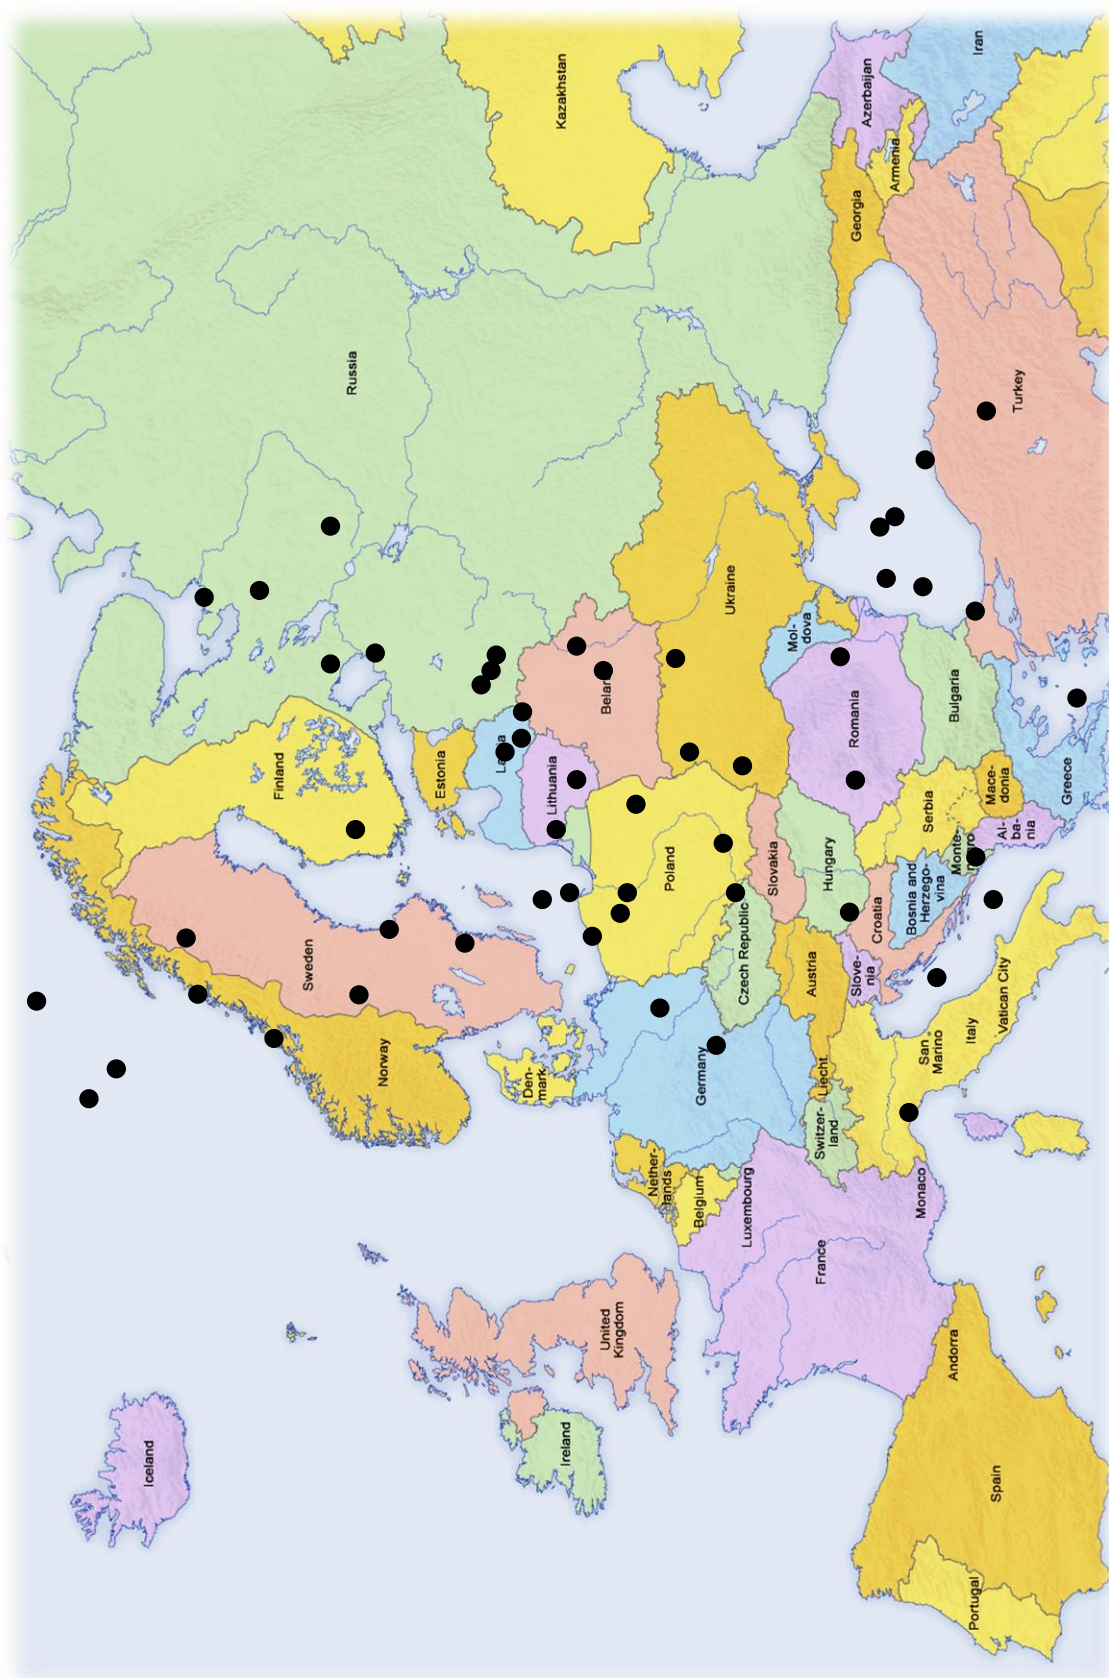 Iceland
Norway
Sweden
Finland
Russia
Estonia
Lithuania
Den-
mark
United
Kingdom
Ireland
Nether-
lands
Belgium
Luxembourg
Germany
Poland
Czech Republic
Slovakia
Ukraine
Mol-
dova
Kazakhstan
France
Switzer-
land
Liecht
Austria
Hungary
Slove-
nia
Croatia
Bosnia and
Herzego-
vina
Serbia
Romania
Bulgaria
Monte-
Al-
ba-
nia
Mace-
donia
Greece
Turkey
Georgia
Armenia
Azerbaijan
Iran
Monaco
San
Marino
Italy
Vatican City
Andorra
Spain
Portugal